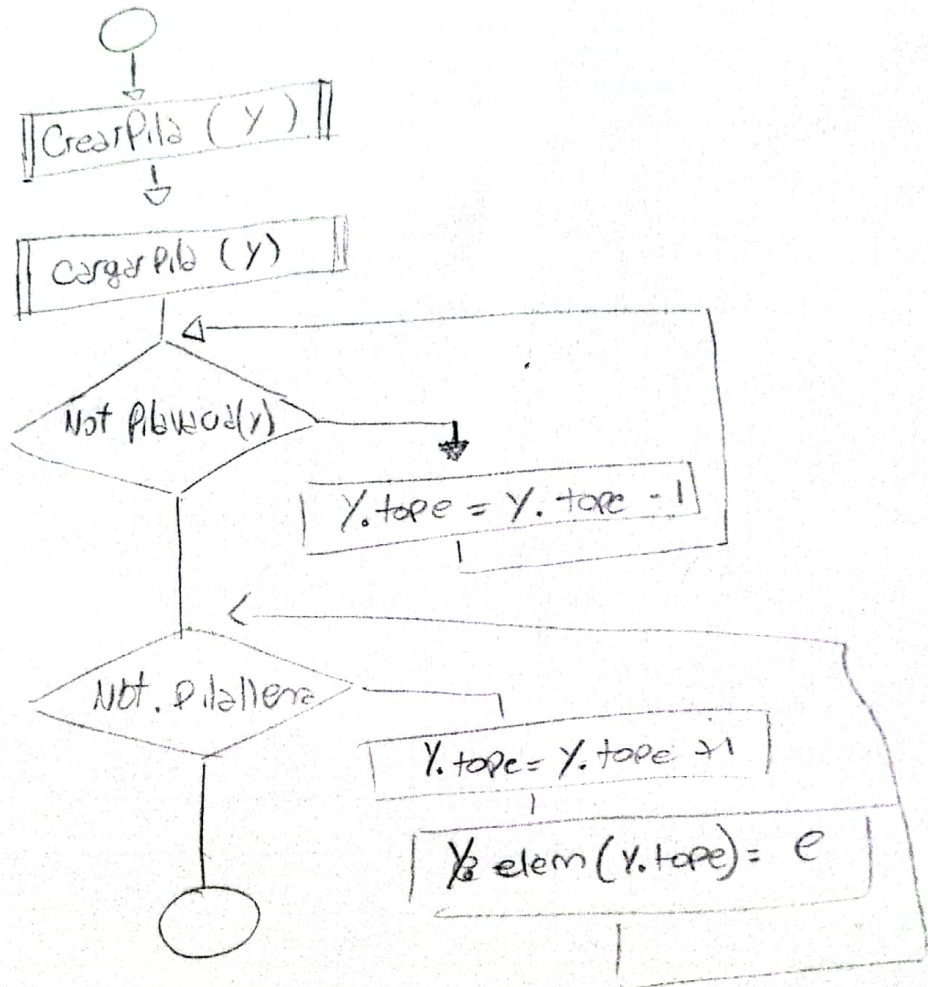 CrearPila ( Y )
CargarPila (Y)
Not Pilavacia(y)
Y.tope = Y.tope - 1
Not. Pilallena
Y.tope = Y.tope +1
Y. elem (Y.tope) = e